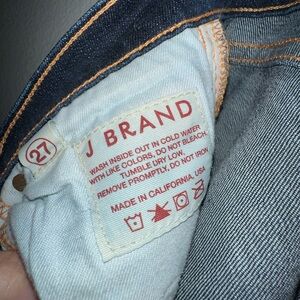 27
J BRAND
WASH INSIDE OUT IN COLD WATER
WITH LIKE COLORS, DO NOT BLEACH.
TUMBLE DRY LOW.
REMOVE PROMPTLY, DO NOT IRON
MADE IN CALIFORNIA, USA